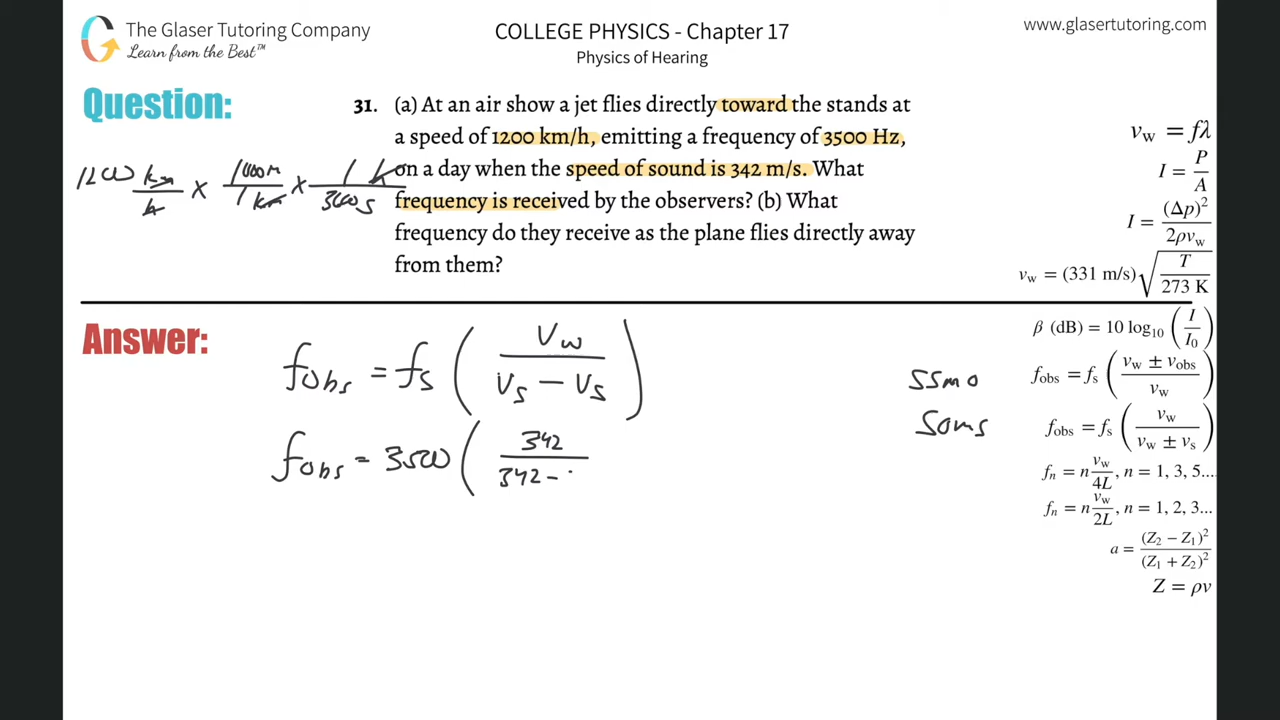 The Glaser Tutoring Company
Learn from the Best™
COLLEGE PHYSICS - Chapter 17
Physics of Hearing
www.glasertutoring.com
Question:
31. (a) At an air show a jet flies directly toward the stands at
a speed of 1200 km/h, emitting a frequency of 3500 Hz,
on a day when the speed of sound is 342 m/s. What
frequency is received by the observers? (b) What
frequency do they receive as the plane flies directly away
from them?
1200 km/h × 1000m/1km × 1h/3600s
Answer:
f_obs = f_s ( V_w / V_s − V_s )
f_obs = 3500 ( 342 / 342 −
SSMO
SOMS
v_w = fλ
I = P/A
I = (Δp)²/2ρv_w
v_w = (331 m/s)√T/273 K
β (dB) = 10 log₁₀ (I/I₀)
f_obs = f_s (v_w ± v_obs / v_w)
f_obs = f_s (v_w / v_w ± v_s)
f_n = n v_w/4L, n = 1, 3, 5...
f_n = n v_w/2L, n = 1, 2, 3...
a = (Z₂ − Z₁)²/(Z₁ + Z₂)²
Z = ρv